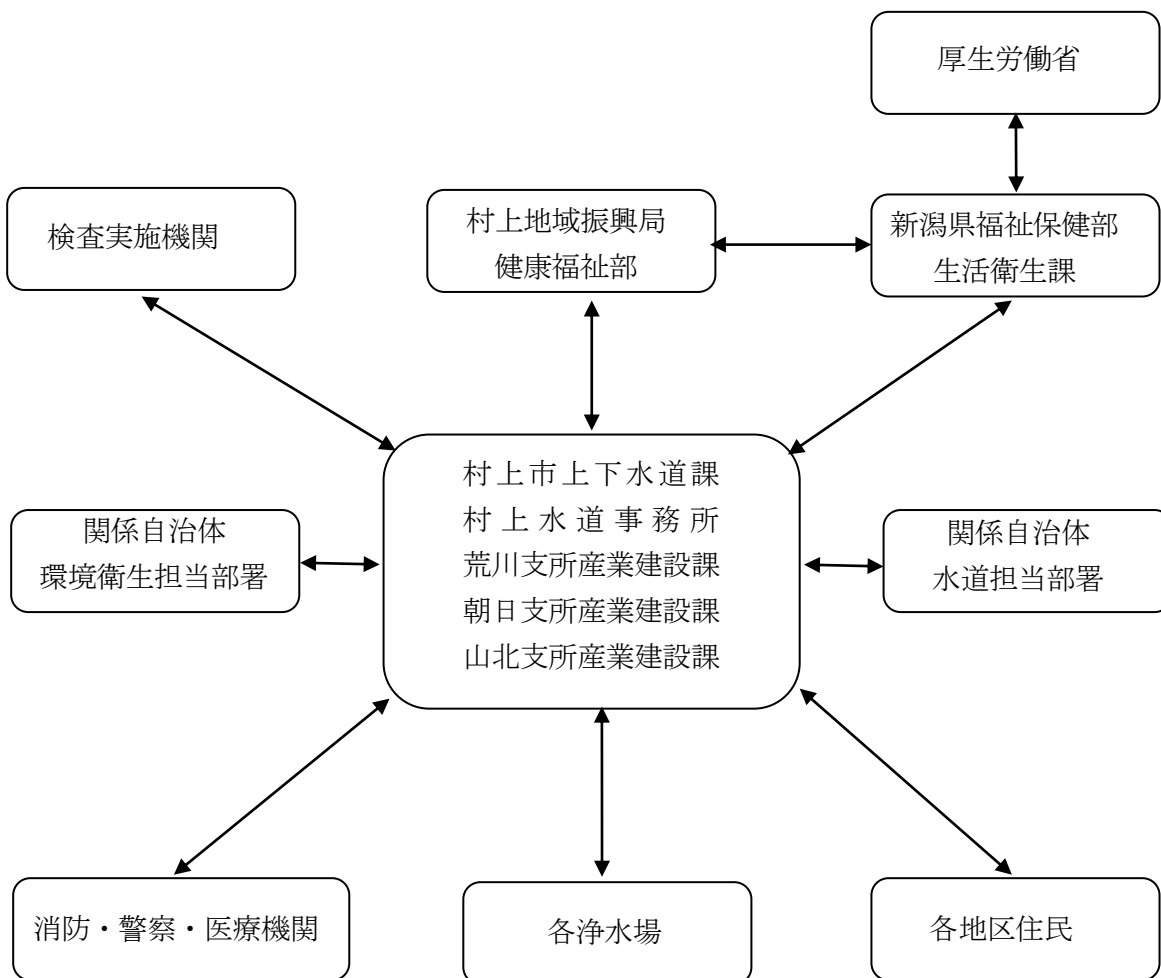 厚生労働省
検査実施機関
村上地域振興局
健康福祉部
新潟県福祉保健部
生活衛生課
村上市上下水道課
村上水道事務所
荒川支所産業建設課
朝日支所産業建設課
山北支所産業建設課
関係自治体
環境衛生担当部署
関係自治体
水道担当部署
消防・警察・医療機関
各浄水場
各地区住民